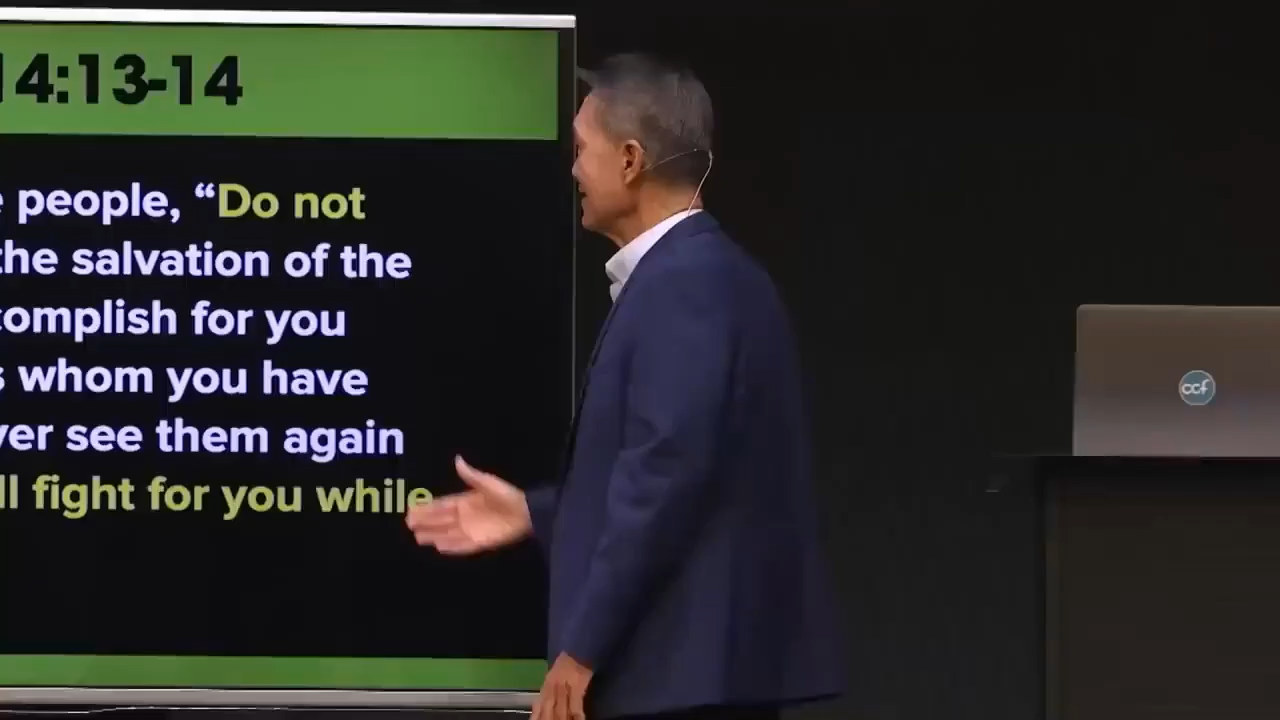 14:13-14
people, “Do not
the salvation of the
complish for you
whom you have
ver see them again
ll fight for you while
ccf